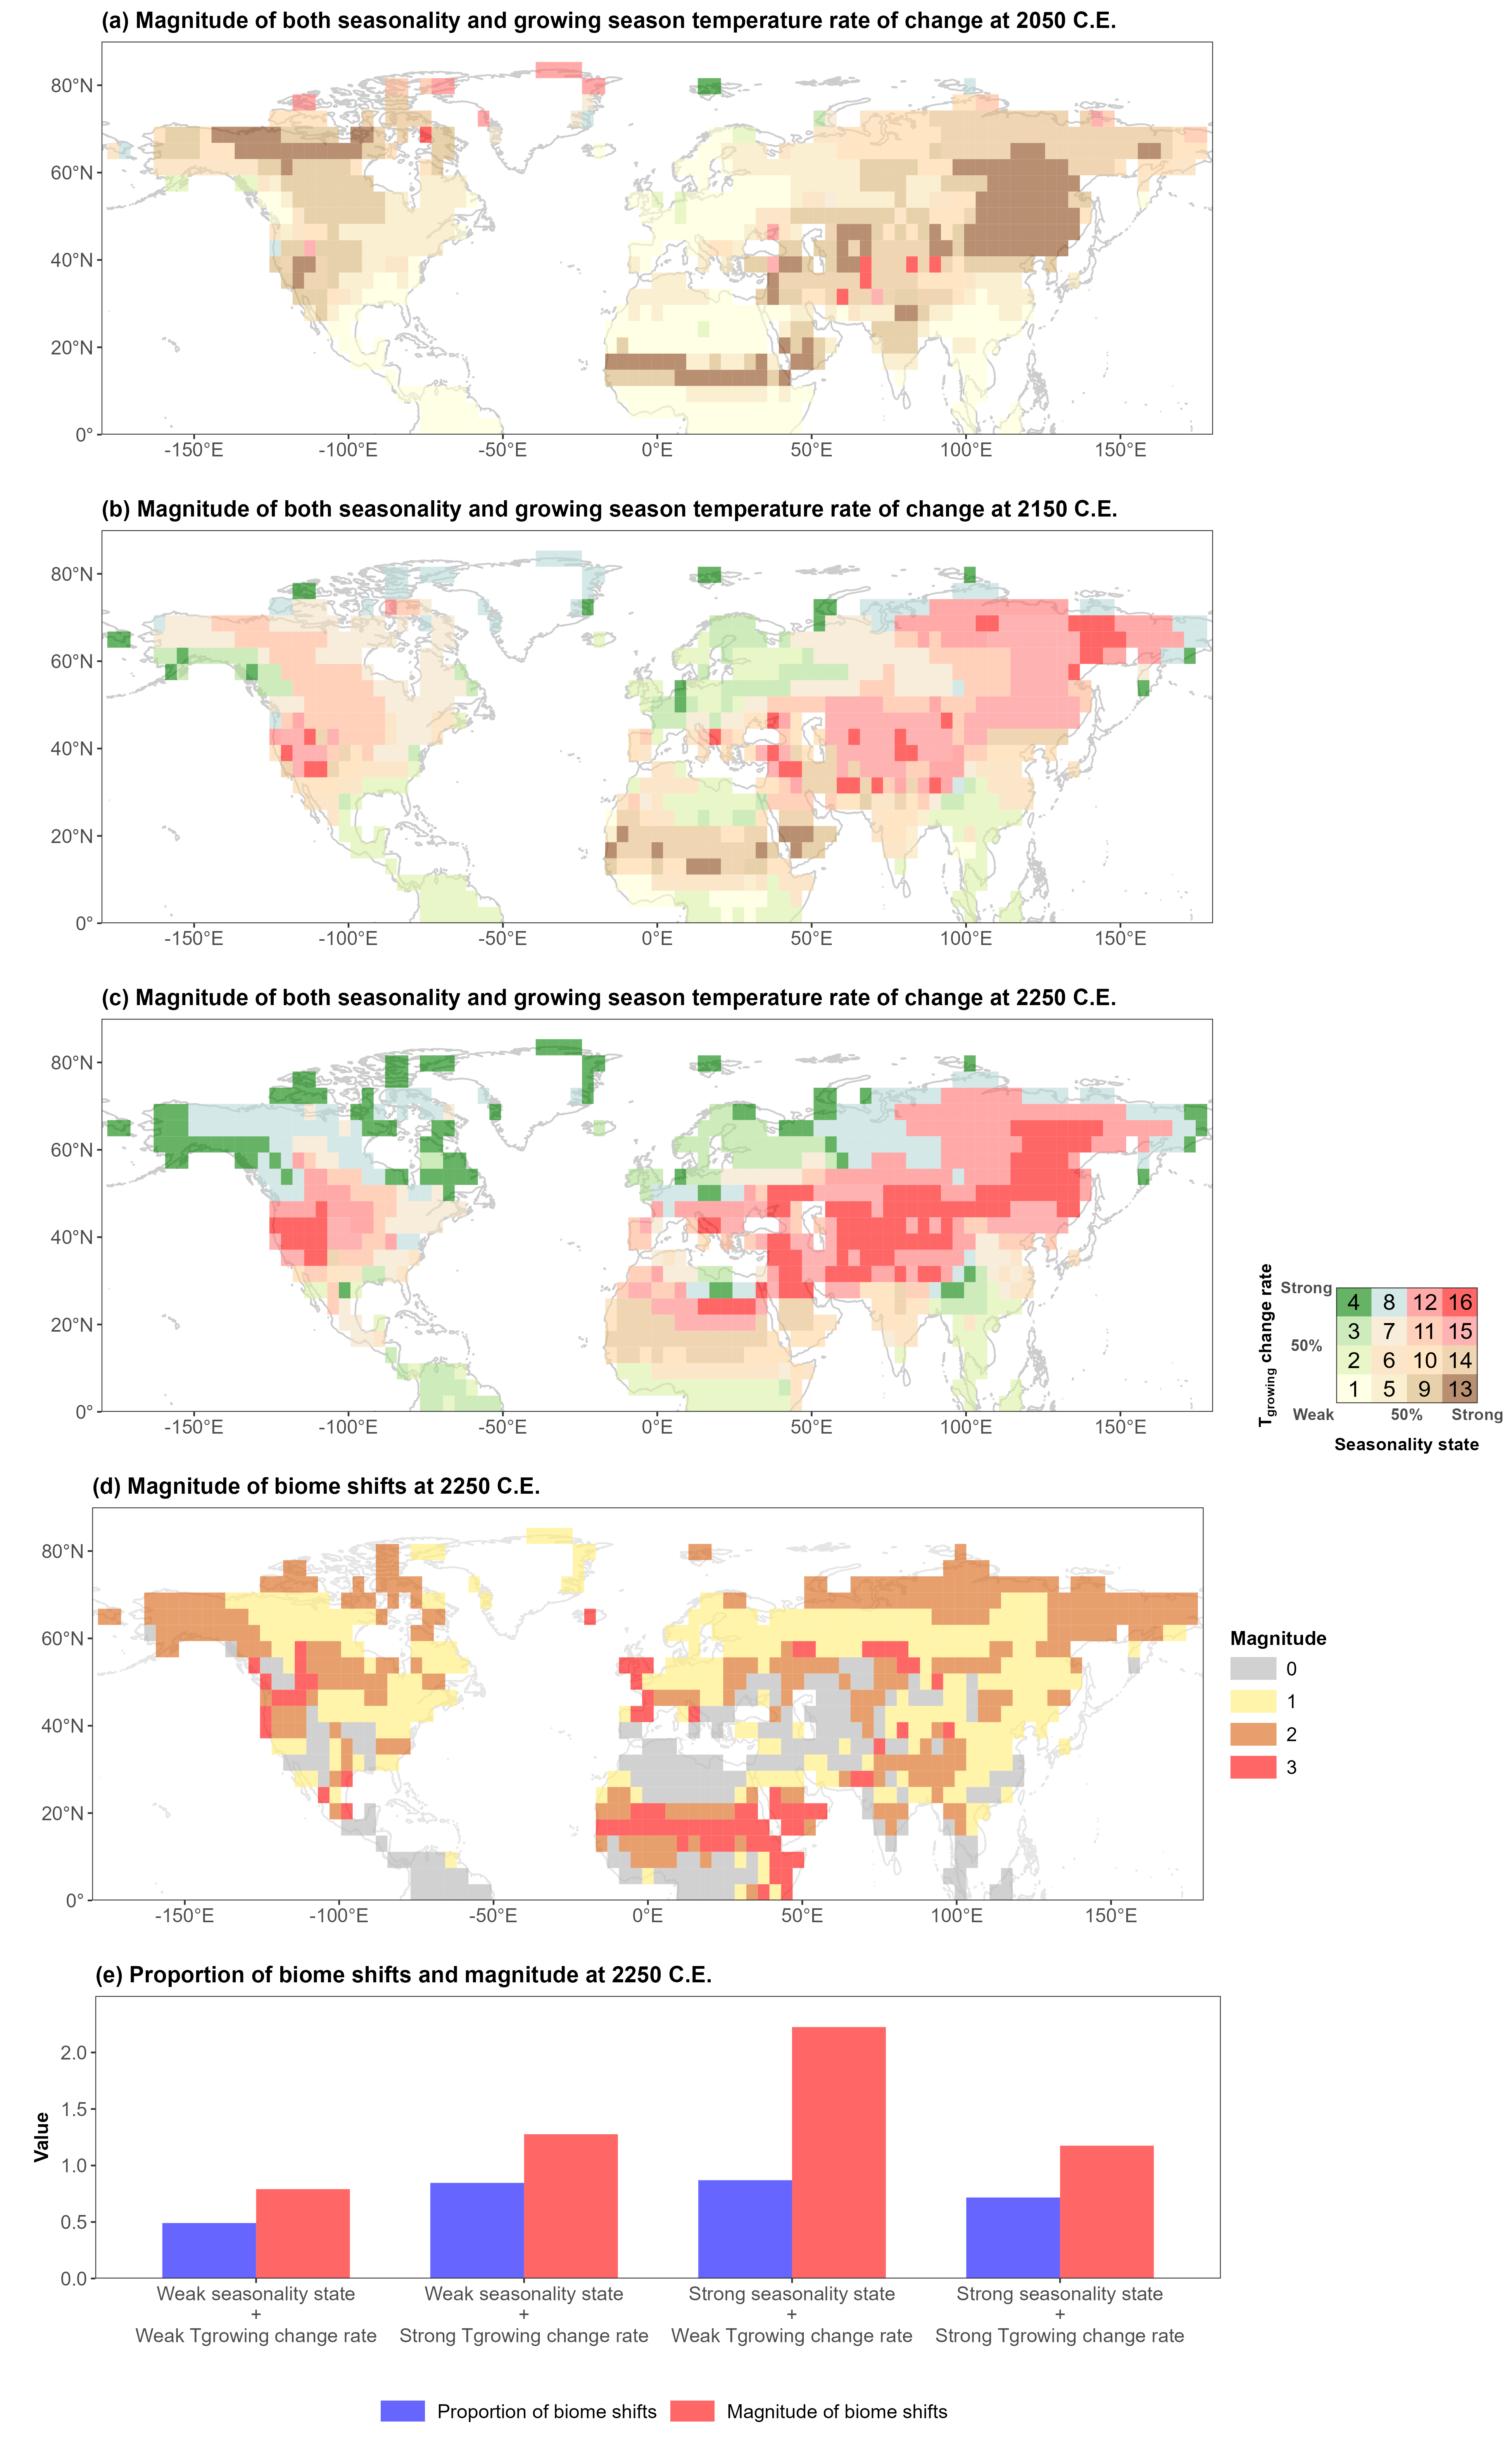 (a) Magnitude of both seasonality and growing season temperature rate of change at 2050 C.E.
80°N
60°N
40°N
20°N
0°
-150°E -100°E -50°E 0°E 50°E 100°E 150°E
(b) Magnitude of both seasonality and growing season temperature rate of change at 2150 C.E.
80°N
60°N
40°N
20°N
0°
-150°E -100°E -50°E 0°E 50°E 100°E 150°E
(c) Magnitude of both seasonality and growing season temperature rate of change at 2250 C.E.
80°N
60°N
40°N
20°N
0°
-150°E -100°E -50°E 0°E 50°E 100°E 150°E
Tgrowing change rate
Strong
50%
4 8 12 16
3 7 11 15
2 6 10 14
1 5 9 13
Weak 50% Strong
Seasonality state
(d) Magnitude of biome shifts at 2250 C.E.
80°N
60°N
40°N
20°N
0°
-150°E -100°E -50°E 0°E 50°E 100°E 150°E
Magnitude
0
1
2
3
(e) Proportion of biome shifts and magnitude at 2250 C.E.
Value
2.0
1.5
1.0
0.5
0.0
Weak seasonality state Weak seasonality state Strong seasonality state Strong seasonality state
+ + + +
Weak Tgrowing change rate Strong Tgrowing change rate Weak Tgrowing change rate Strong Tgrowing change rate
Proportion of biome shifts Magnitude of biome shifts